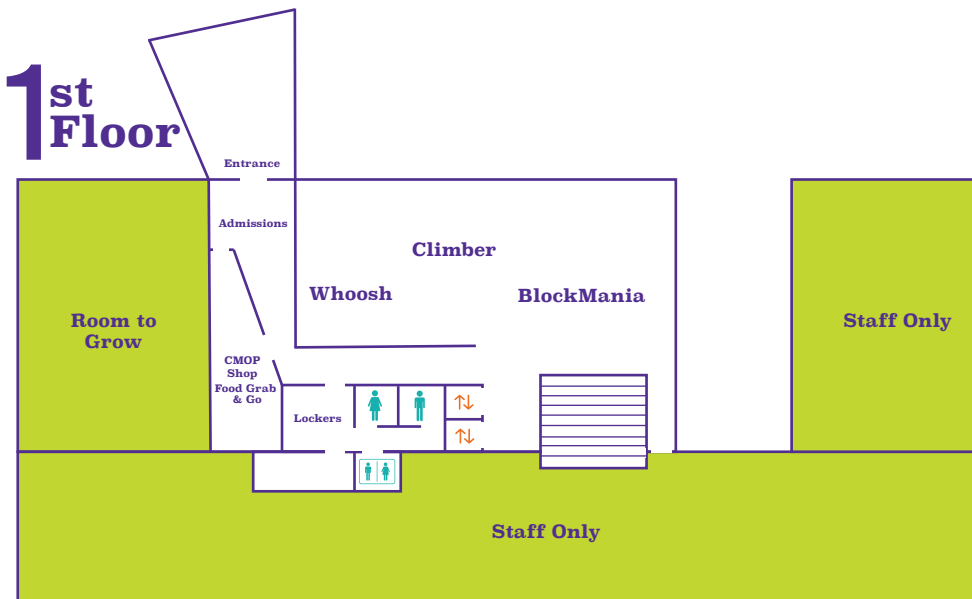 1st
Floor
Entrance
Admissions
Climber
Whoosh
BlockMania
Room to
Grow
Staff Only
CMOP
Shop
Food Grab
& Go
Lockers
Staff Only